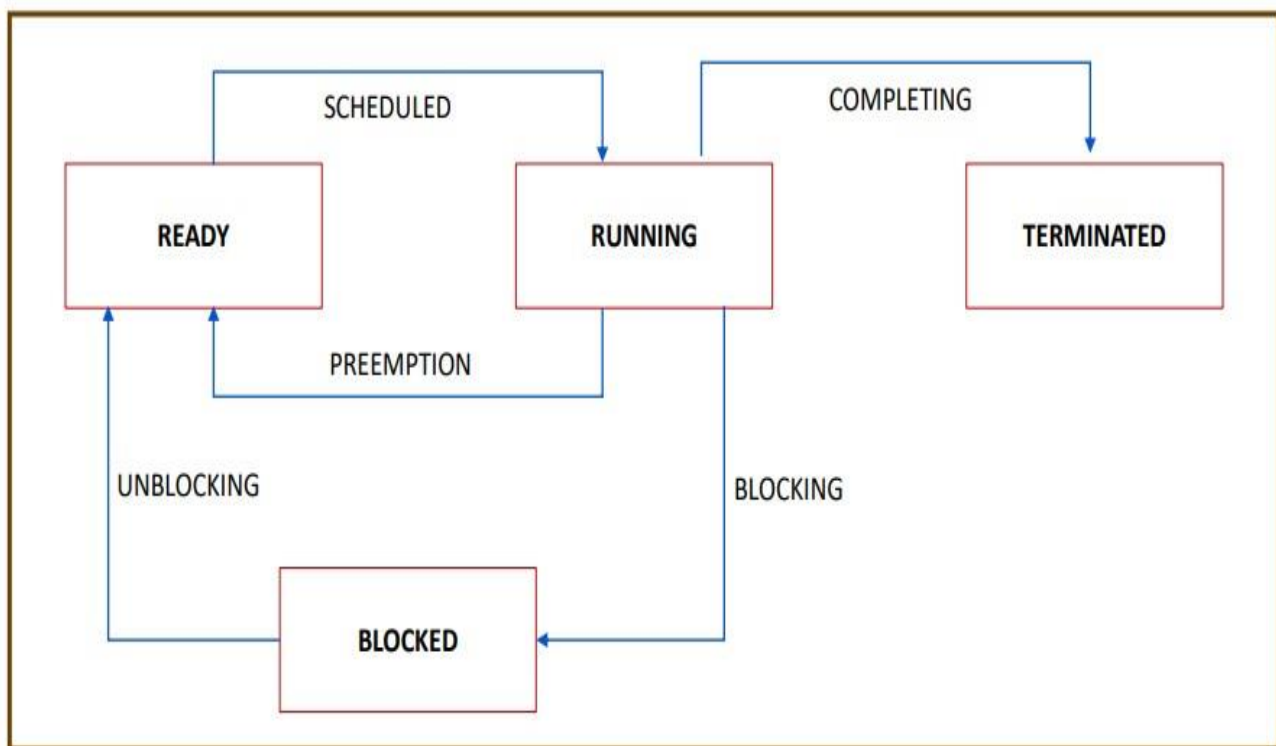 SCHEDULED
COMPLETING
READY
RUNNING
TERMINATED
PREEMPTION
UNBLOCKING
BLOCKING
BLOCKED